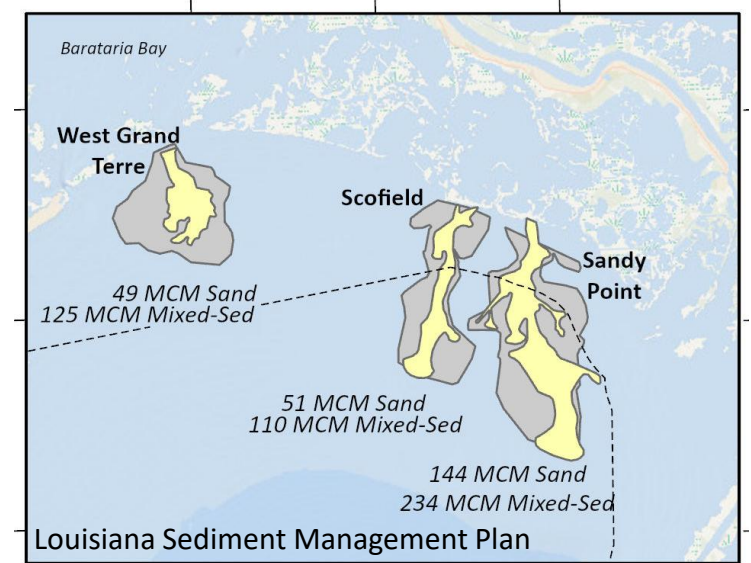 Barataria Bay
West Grand
Terre
Scofield
Sandy
Point
49 MCM Sand
125 MCM Mixed-Sed
51 MCM Sand
110 MCM Mixed-Sed
144 MCM Sand
234 MCM Mixed-Sed
Louisiana Sediment Management Plan